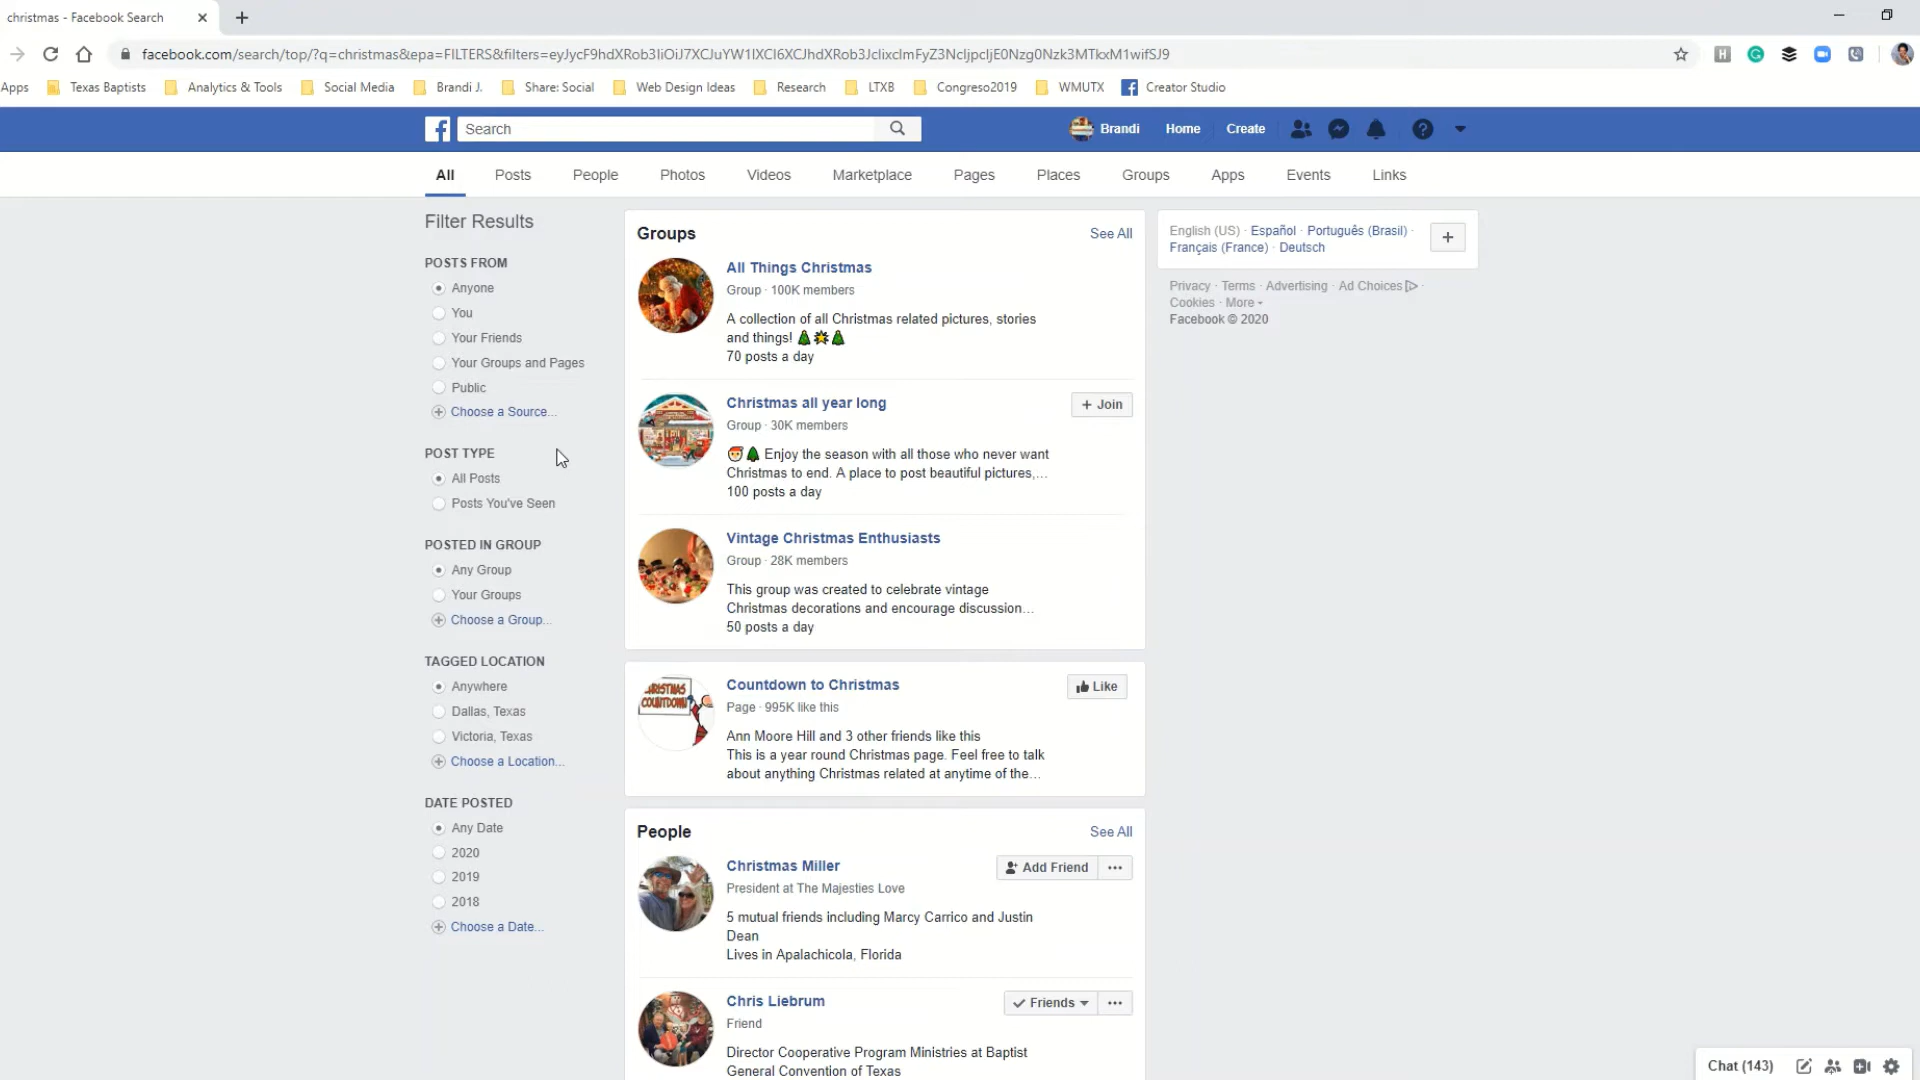 christmas - Facebook Search
facebook.com/search/top/?q=christmas&epa=FILTERS&filters=eyJycF9hdXRob3IiOiJ7XCJuYW1lXCI6XCJhdXRob3JcIixcImFyZ3NcIjpcIjE0Nzg0Nzk3MTkxM1wifSJ9
Apps
Texas Baptists
Analytics & Tools
Social Media
Brandi J.
Share: Social
Web Design Ideas
Research
LTXB
Congreso2019
WMUTX
Creator Studio
Search
Brandi
Home
Create
All
Posts
People
Photos
Videos
Marketplace
Pages
Places
Groups
Apps
Events
Links
Filter Results
POSTS FROM
Anyone
You
Your Friends
Your Groups and Pages
Public
Choose a Source...
POST TYPE
All Posts
Posts You've Seen
POSTED IN GROUP
Any Group
Your Groups
Choose a Group...
TAGGED LOCATION
Anywhere
Dallas, Texas
Victoria, Texas
Choose a Location...
DATE POSTED
Any Date
2020
2019
2018
Choose a Date...
Groups
See All
All Things Christmas
Group · 100K members
A collection of all Christmas related pictures, stories
and things! 🎄🌟🎄
70 posts a day
Christmas all year long
+ Join
Group · 30K members
🎅🎄 Enjoy the season with all those who never want
Christmas to end. A place to post beautiful pictures,...
100 posts a day
Vintage Christmas Enthusiasts
Group · 28K members
This group was created to celebrate vintage
Christmas decorations and encourage discussion...
50 posts a day
CHRISTMAS
COUNTDOWN
Countdown to Christmas
Like
Page · 995K like this
Ann Moore Hill and 3 other friends like this
This is a year round Christmas page. Feel free to talk
about anything Christmas related at anytime of the...
People
See All
Christmas Miller
Add Friend
President at The Majesties Love
5 mutual friends including Marcy Carrico and Justin
Dean
Lives in Apalachicola, Florida
Chris Liebrum
Friends
Friend
Director Cooperative Program Ministries at Baptist
General Convention of Texas
English (US) · Español · Português (Brasil) ·
Français (France) · Deutsch
Privacy · Terms · Advertising · Ad Choices ·
Cookies · More
Facebook © 2020
Chat (143)